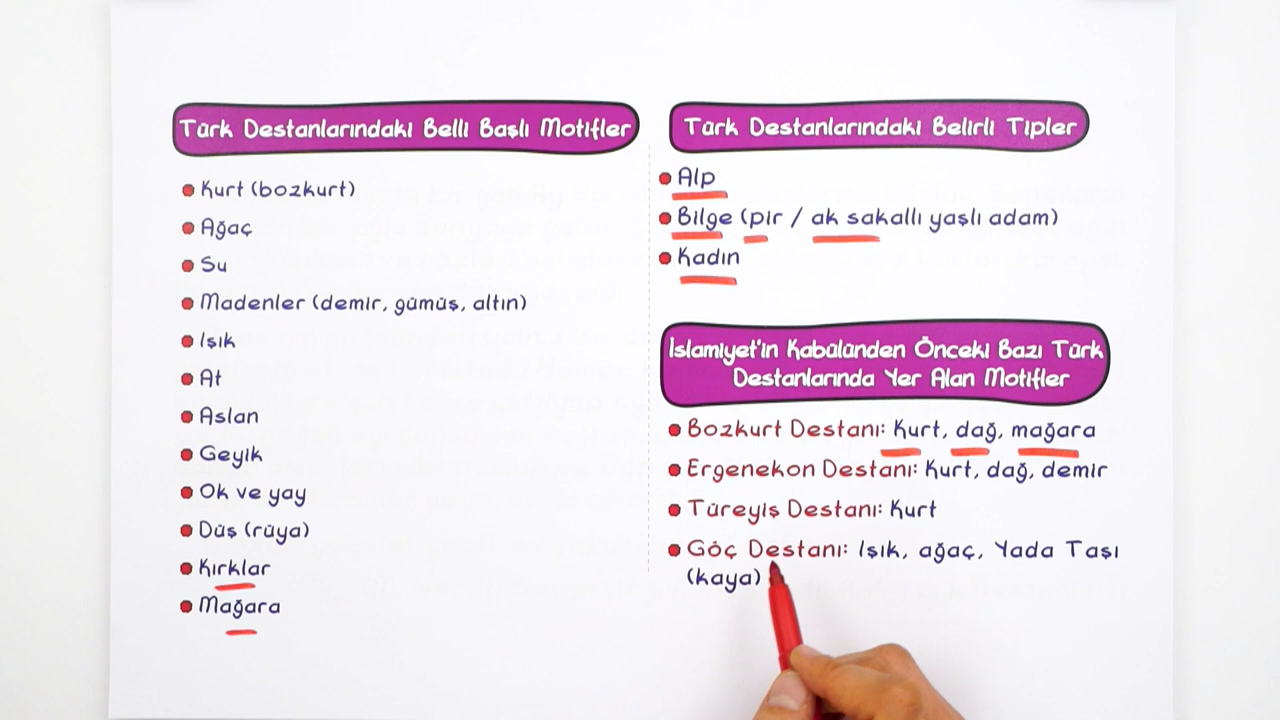 Türk Destanlarındaki Belli Başlı Motifler
Kurt (bozkurt)
Ağaç
Su
Madenler (demir, gümüş, altın)
Işık
At
Aslan
Geyik
Ok ve yay
Düş (rüya)
Kırklar
Mağara
Türk Destanlarındaki Belirli Tipler
Alp
Bilge (pir / ak sakallı yaşlı adam)
Kadın
İslamiyet'in Kabülünden Önceki Bazı Türk
Destanlarında Yer Alan Motifler
Bozkurt Destanı: Kurt, dağ, mağara
Ergenekon Destanı: Kurt, dağ, demir
Türeyiş Destanı: Kurt
Göç Destanı: Işık, ağaç, Yada Taşı
(kaya)